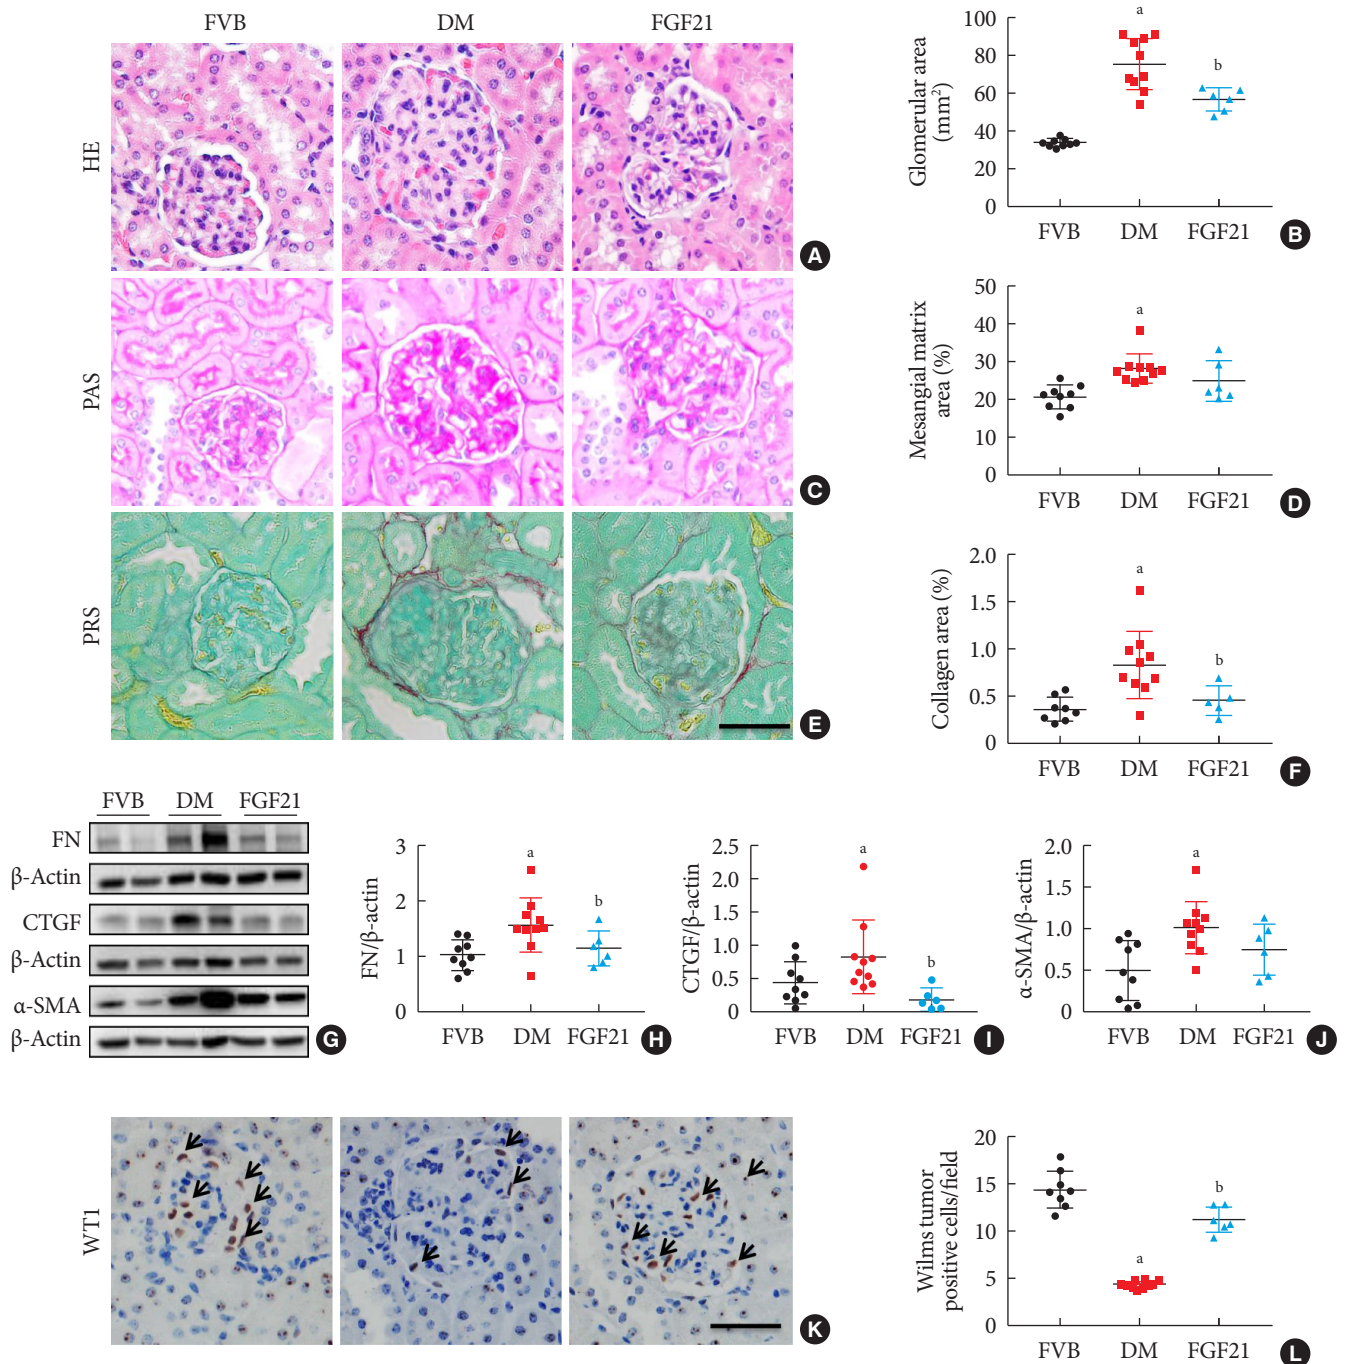 FVB DM FGF21
HE
A
Glomerular area
(mm²)
100
80
60
40
20
0
a
b
FVB DM FGF21
B
PAS
C
Mesangial matrix
area (%)
50
40
30
20
10
0
a
FVB DM FGF21
D
PRS
E
Collagen area (%)
2.0
1.5
1.0
0.5
0
a
b
FVB DM FGF21
F
FVB DM FGF21
FN
β-Actin
CTGF
β-Actin
α-SMA
β-Actin
G
FN/β-actin
3
2
1
0
a
b
FVB DM FGF21
H
CTGF/β-actin
2.5
2.0
1.5
1.0
0.5
0
a
b
FVB DM FGF21
I
α-SMA/β-actin
2.0
1.5
1.0
0.5
0
a
FVB DM FGF21
J
WT1
K
Wilms tumor
positive cells/field
20
15
10
5
0
a
b
FVB DM FGF21
L